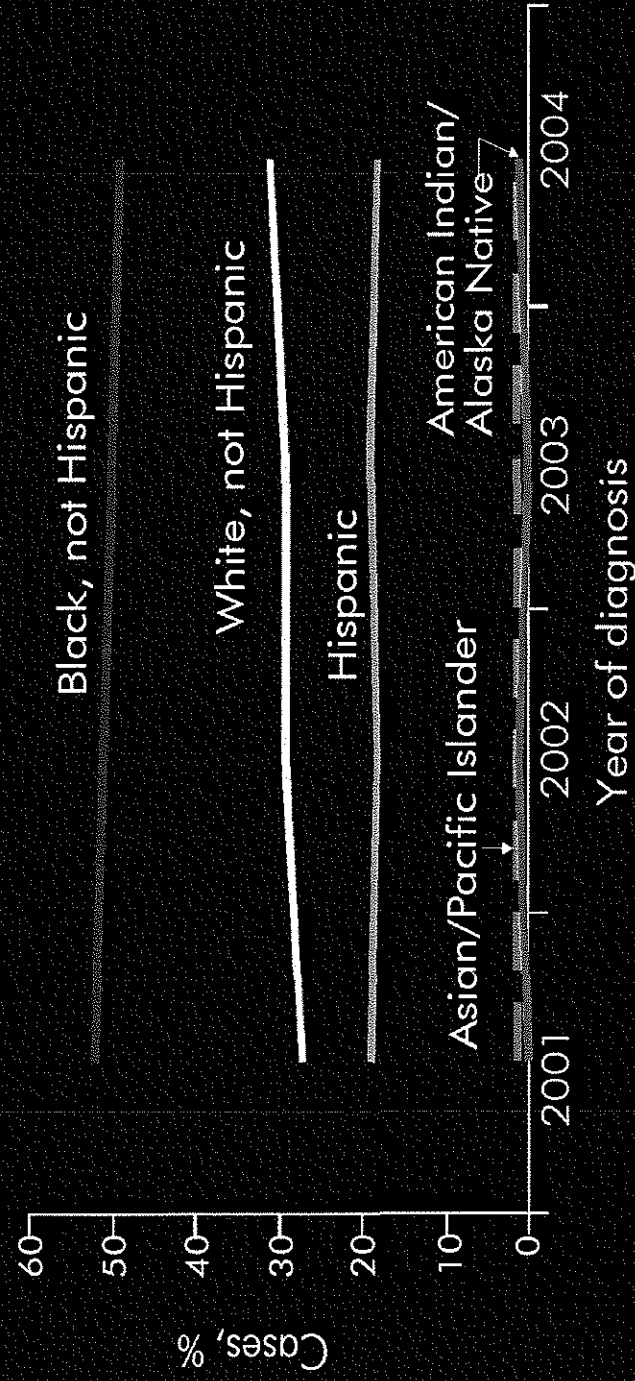 Cases, %
60
50
40
30
20
10
0
Black, not Hispanic
White, not Hispanic
Hispanic
Asian/Pacific Islander
American Indian/
Alaska Native
2001
2002
2003
2004
Year of diagnosis